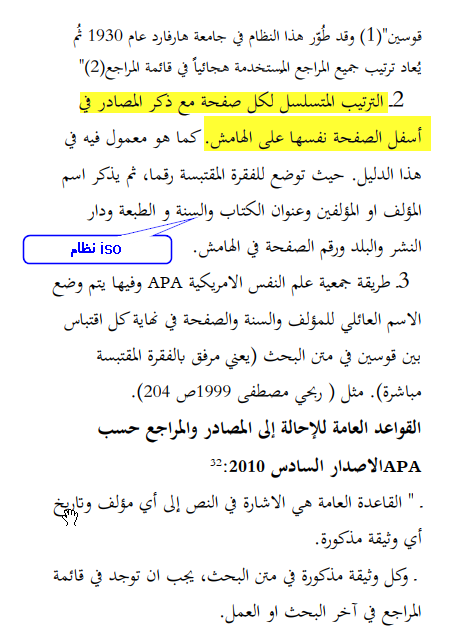 قوسين"(1) وقد طُوّر هذا النظام في جامعة هارفارد عام 1930 ثُم
يُعاد ترتيب جميع المراجع المستخدمة هجائياً في قائمة المراجع(2)"
2ـ الترتيب المتسلسل لكل صفحة مع ذكر المصادر في
أسفل الصفحة نفسها على الهامش. كما هو معمول فيه في
هذا الدليل. حيث توضع للفقرة المقتبسة رقما، ثم يذكر اسم
المؤلف او المؤلفين وعنوان الكتاب والسنة و الطبعة ودار
النشر والبلد ورقم الصفحة في الهامش.
نظام iso
3ـ طريقة جمعية علم النفس الامريكية APA وفيها يتم وضع
الاسم العائلي للمؤلف والسنة والصفحة في نهاية كل اقتباس
بين قوسين في متن البحث (يعني مرفق بالفقرة المقتبسة
مباشرة). مثل ( ربحي مصطفى 1999ص 204).
القواعد العامة للإحالة إلى المصادر والمراجع حسب
APAالاصدار السادس 2010:32
ـ " القاعدة العامة هي الاشارة في النص إلى أي مؤلف وتاريخ
أي وثيقة مذكورة.
ـ وكل وثيقة مذكورة في متن البحث، يجب ان توجد في قائمة
المراجع في آخر البحث او العمل.